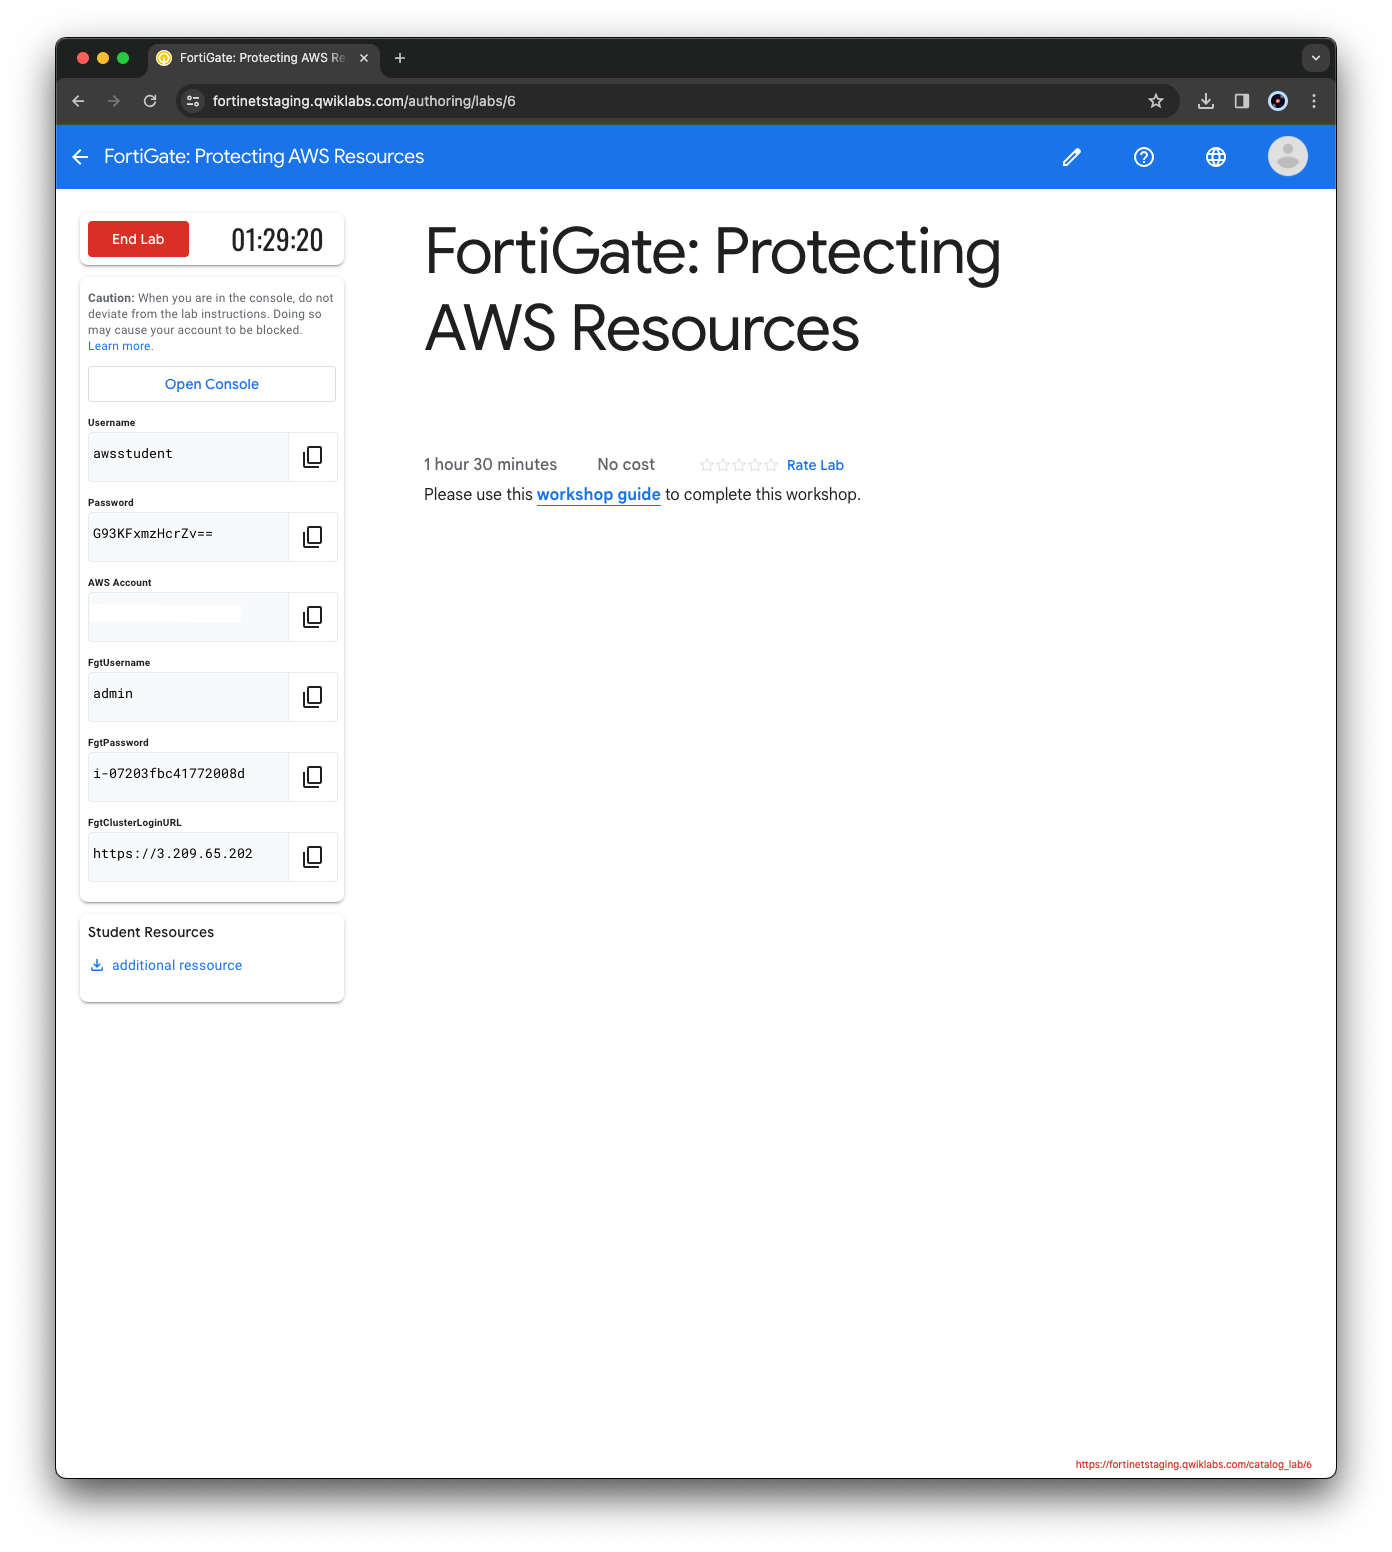 FortiGate: Protecting AWS Re
fortinetstaging.qwiklabs.com/authoring/labs/6
FortiGate: Protecting AWS Resources
End Lab
01:29:20
Caution: When you are in the console, do not
deviate from the lab instructions. Doing so
may cause your account to be blocked.
Learn more.
Open Console
Username
awsstudent
Password
G93KFxmzHcrZv==
AWS Account
FgtUsername
admin
FgtPassword
i-07203fbc41772008d
FgtClusterLoginURL
https://3.209.65.202
Student Resources
additional ressource
FortiGate: Protecting
AWS Resources
1 hour 30 minutes
No cost
Rate Lab
Please use this workshop guide to complete this workshop.
https://fortinetstaging.qwiklabs.com/catalog_lab/6